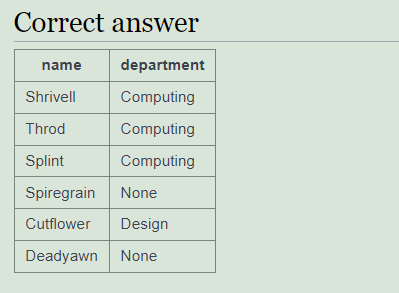 Correct answer
name department
Shrivell Computing
Throd Computing
Splint Computing
Spiregrain None
Cutflower Design
Deadyawn None